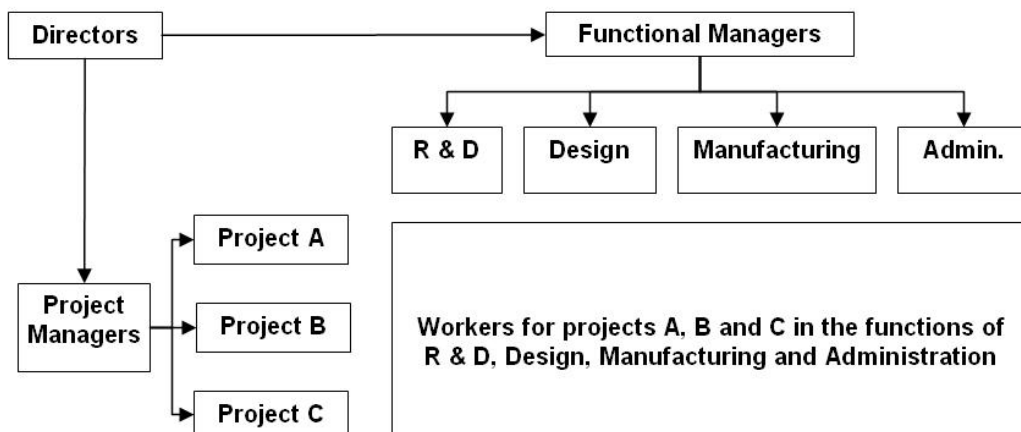 Directors
Functional Managers
R & D
Design
Manufacturing
Admin.
Project A
Project
Managers
Project B
Project C
Workers for projects A, B and C in the functions of
R & D, Design, Manufacturing and Administration